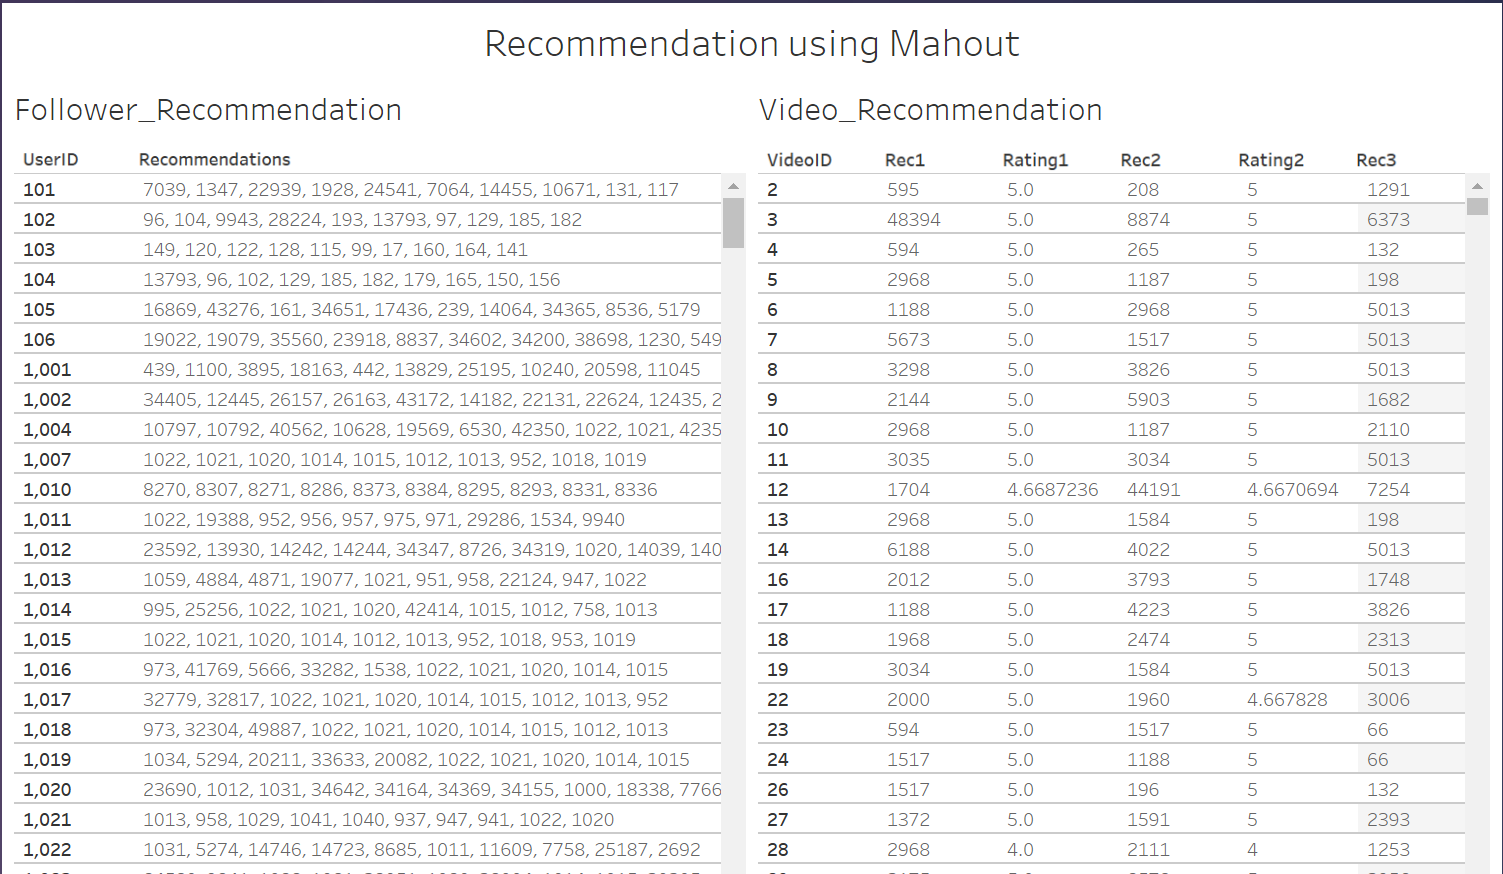 Recommendation using Mahout
Follower_Recommendation
UserID Recommendations
101 7039, 1347, 22939, 1928, 24541, 7064, 14455, 10671, 131, 117
102 96, 104, 9943, 28224, 193, 13793, 97, 129, 185, 182
103 149, 120, 122, 128, 115, 99, 17, 160, 164, 141
104 13793, 96, 102, 129, 185, 182, 179, 165, 150, 156
105 16869, 43276, 161, 34651, 17436, 239, 14064, 34365, 8536, 5179
106 19022, 19079, 35560, 23918, 8837, 34602, 34200, 38698, 1230, 549
1,001 439, 1100, 3895, 18163, 442, 13829, 25195, 10240, 20598, 11045
1,002 34405, 12445, 26157, 26163, 43172, 14182, 22131, 22624, 12435, 2
1,004 10797, 10792, 40562, 10628, 19569, 6530, 42350, 1022, 1021, 4235
1,007 1022, 1021, 1020, 1014, 1015, 1012, 1013, 952, 1018, 1019
1,010 8270, 8307, 8271, 8286, 8373, 8384, 8295, 8293, 8331, 8336
1,011 1022, 19388, 952, 956, 957, 975, 971, 29286, 1534, 9940
1,012 23592, 13930, 14242, 14244, 34347, 8726, 34319, 1020, 14039, 140
1,013 1059, 4884, 4871, 19077, 1021, 951, 958, 22124, 947, 1022
1,014 995, 25256, 1022, 1021, 1020, 42414, 1015, 1012, 758, 1013
1,015 1022, 1021, 1020, 1014, 1012, 1013, 952, 1018, 953, 1019
1,016 973, 41769, 5666, 33282, 1538, 1022, 1021, 1020, 1014, 1015
1,017 32779, 32817, 1022, 1021, 1020, 1014, 1015, 1012, 1013, 952
1,018 973, 32304, 49887, 1022, 1021, 1020, 1014, 1015, 1012, 1013
1,019 1034, 5294, 20211, 33633, 20082, 1022, 1021, 1020, 1014, 1015
1,020 23690, 1012, 1031, 34642, 34164, 34369, 34155, 1000, 18338, 7766
1,021 1013, 958, 1029, 1041, 1040, 937, 947, 941, 1022, 1020
1,022 1031, 5274, 14746, 14723, 8685, 1011, 11609, 7758, 25187, 2692
Video_Recommendation
VideoID Rec1 Rating1 Rec2 Rating2 Rec3
2 595 5.0 208 5 1291
3 48394 5.0 8874 5 6373
4 594 5.0 265 5 132
5 2968 5.0 1187 5 198
6 1188 5.0 2968 5 5013
7 5673 5.0 1517 5 5013
8 3298 5.0 3826 5 5013
9 2144 5.0 5903 5 1682
10 2968 5.0 1187 5 2110
11 3035 5.0 3034 5 5013
12 1704 4.6687236 44191 4.6670694 7254
13 2968 5.0 1584 5 198
14 6188 5.0 4022 5 5013
16 2012 5.0 3793 5 1748
17 1188 5.0 4223 5 3826
18 1968 5.0 2474 5 2313
19 3034 5.0 1584 5 5013
22 2000 5.0 1960 4.667828 3006
23 594 5.0 1517 5 66
24 1517 5.0 1188 5 66
26 1517 5.0 196 5 132
27 1372 5.0 1591 5 2393
28 2968 4.0 2111 4 1253